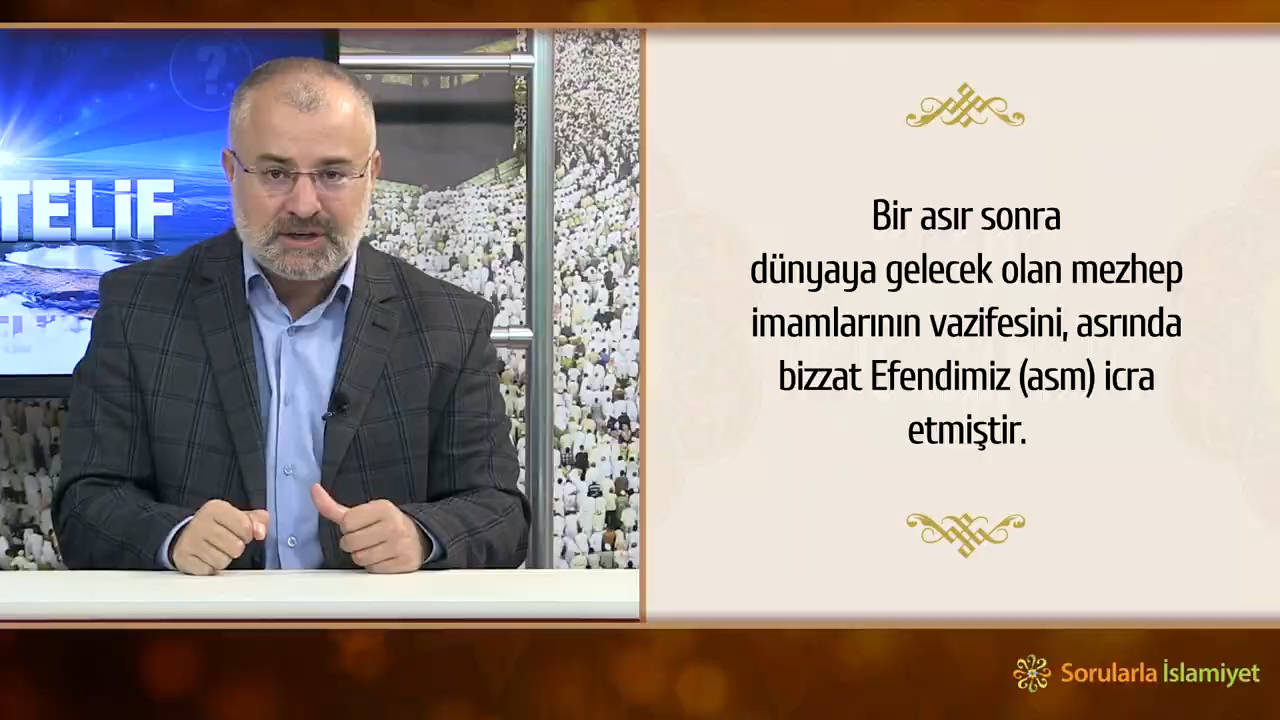 TELİF
Bir asır sonra
dünyaya gelecek olan mezhep
imamlarının vazifesini, asrında
bizzat Efendimiz (asm) icra
etmiştir.
Sorularla İslamiyet